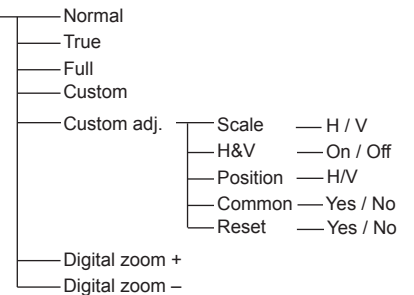 Normal
True
Full
Custom
Custom adj. Scale H / V
H&V On / Off
Position H/V
Common Yes / No
Reset Yes / No
Digital zoom +
Digital zoom –